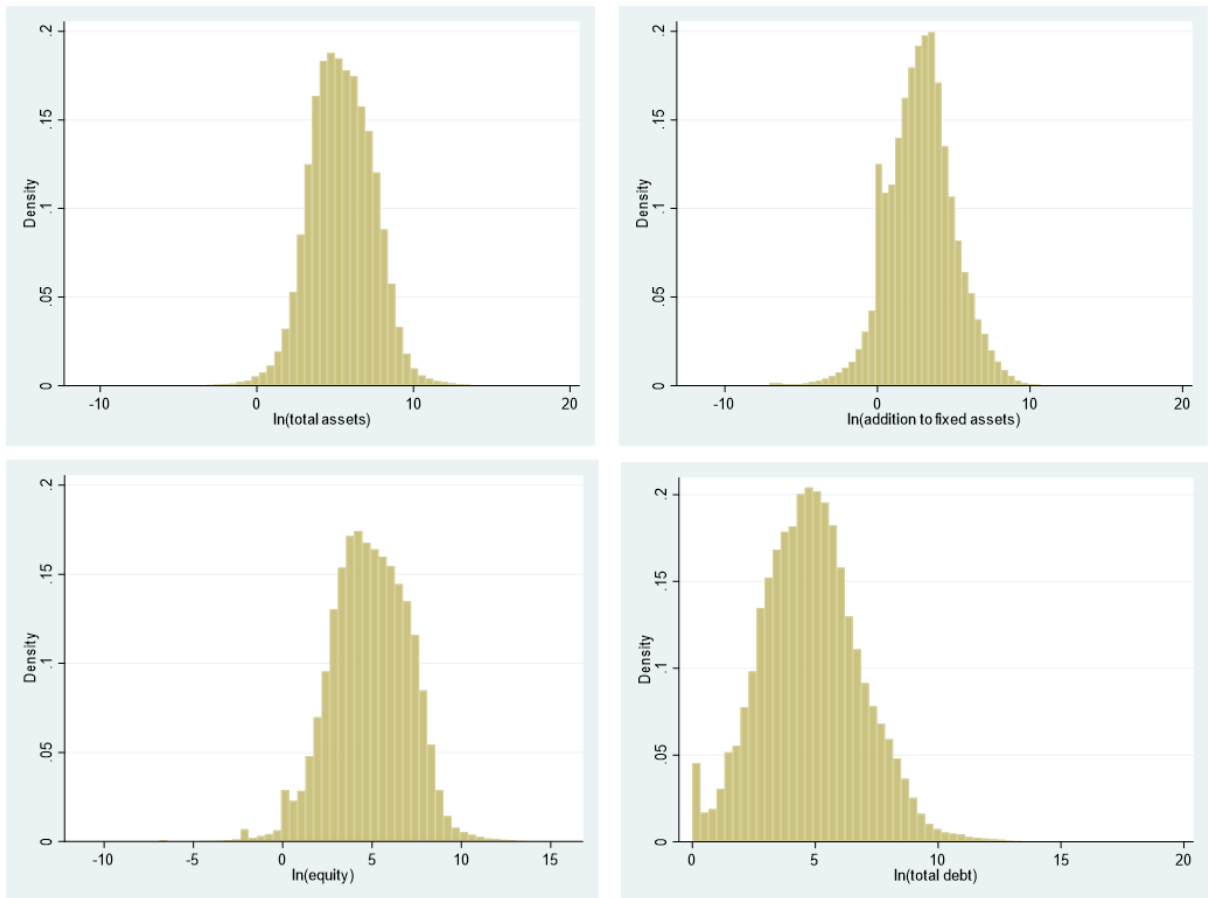 .2
.15
.1
.05
0
Density
-10 0 10 20
ln(total assets)
.2
.15
.1
.05
0
Density
-10 0 10 20
ln(addition to fixed assets)
.2
.15
.1
.05
0
Density
-10 -5 0 5 10 15
ln(equity)
.2
.15
.1
.05
0
Density
0 5 10 15 20
ln(total debt)